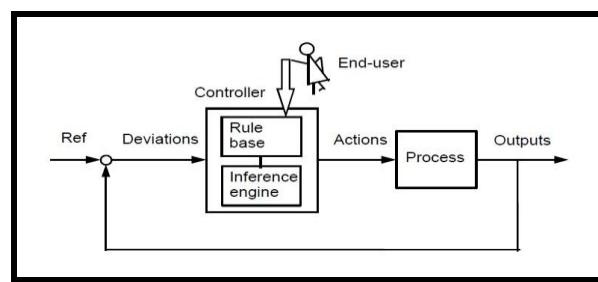 End-user
Controller
Ref
Deviations
Rule
base
Inference
engine
Actions
Process
Outputs